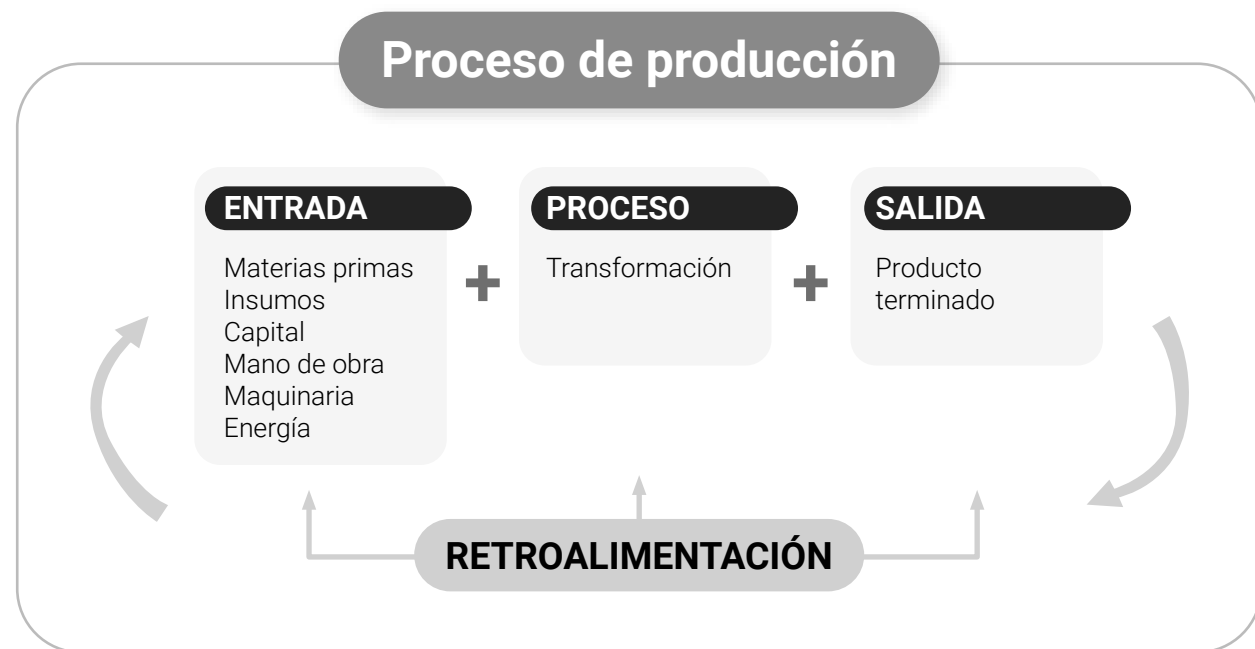 Proceso de producción
ENTRADA
Materias primas
Insumos
Capital
Mano de obra
Maquinaria
Energía
+
PROCESO
Transformación
+
SALIDA
Producto
terminado
RETROALIMENTACIÓN